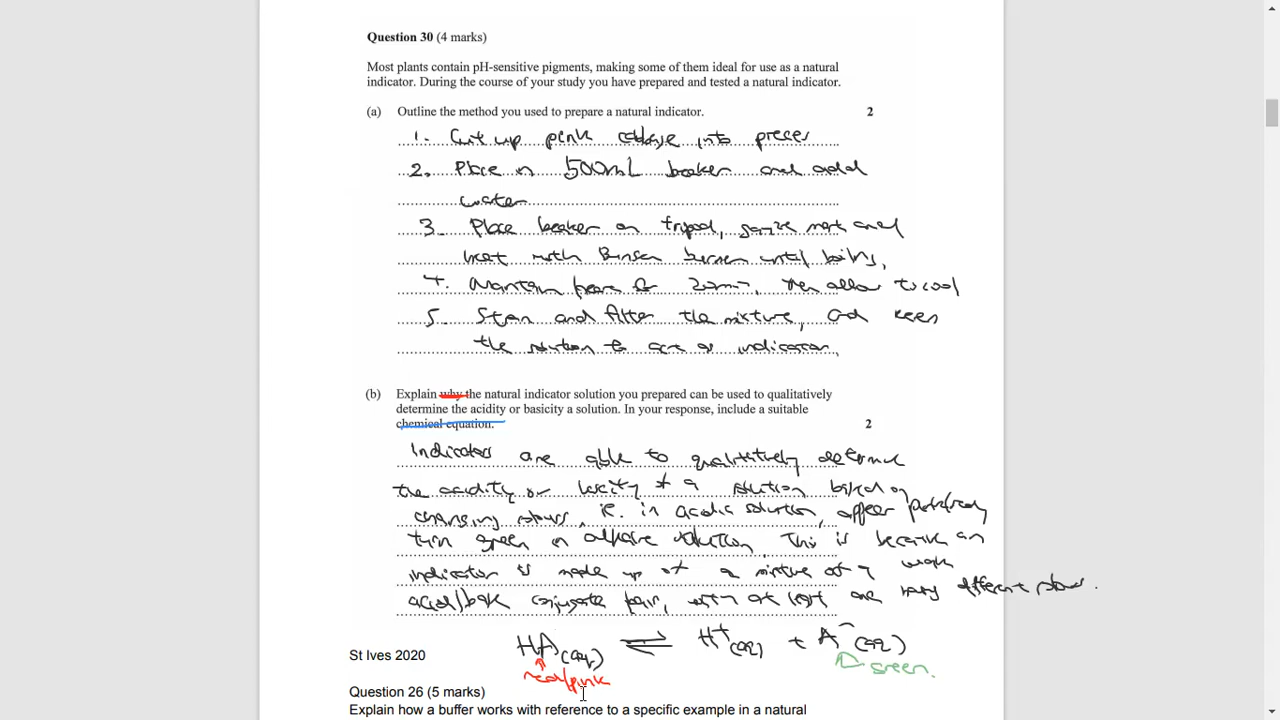 Question 30 (4 marks)
Most plants contain pH-sensitive pigments, making some of them ideal for use as a natural
indicator. During the course of your study you have prepared and tested a natural indicator.
(a) Outline the method you used to prepare a natural indicator. 2
1. Cut up pink cabbage into pieces
2. Place in 500mL beaker and add
water
3. Place beaker on tripod, gauze mat and
heat with Bunsen burner until boils,
4. Maintain for then allow to cool
5. Strain and filter the mixture, and keep
the solution to act as indicator.
(b) Explain why the natural indicator solution you prepared can be used to qualitatively
determine the acidity or basicity a solution. In your response, include a suitable
chemical equation. 2
Indicators are able to qualitatively determine
the acidity or basicity of a solution based on
changing colours, ie. in acidic solution, appear pink/red,
turn green in alkaline solution. This is because an
indicator is made up of a mixture of a weak
acid/base conjugate pair, with at least one very different colour.
HA(aq) ⇌ H⁺(aq) + A⁻(aq)
St Ives 2020
red/pink
green.
Question 26 (5 marks)
Explain how a buffer works with reference to a specific example in a natural